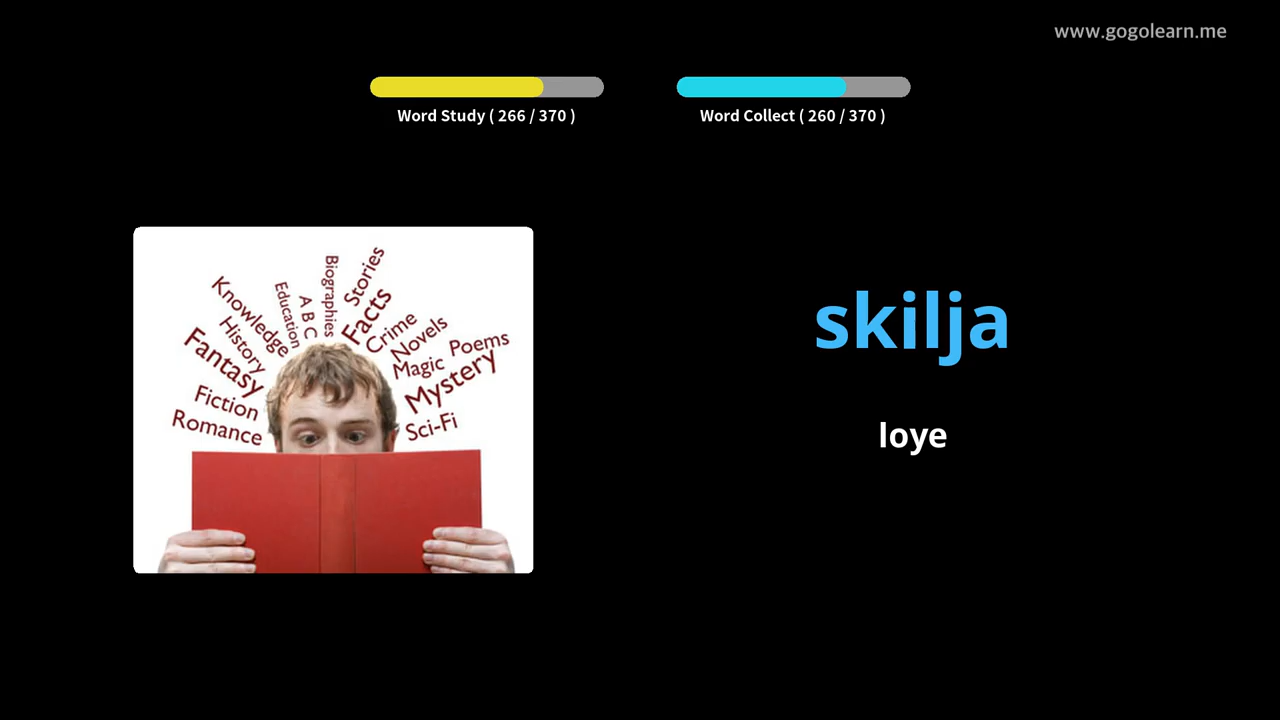 www.gogolearn.me
Word Study ( 266 / 370 )
Word Collect ( 260 / 370 )
Knowledge
History
Fantasy
Fiction
Romance
Education
A B C
Biographies
Stories
Facts
Crime
Novels
Magic
Poems
Mystery
Sci-Fi
skilja
loye